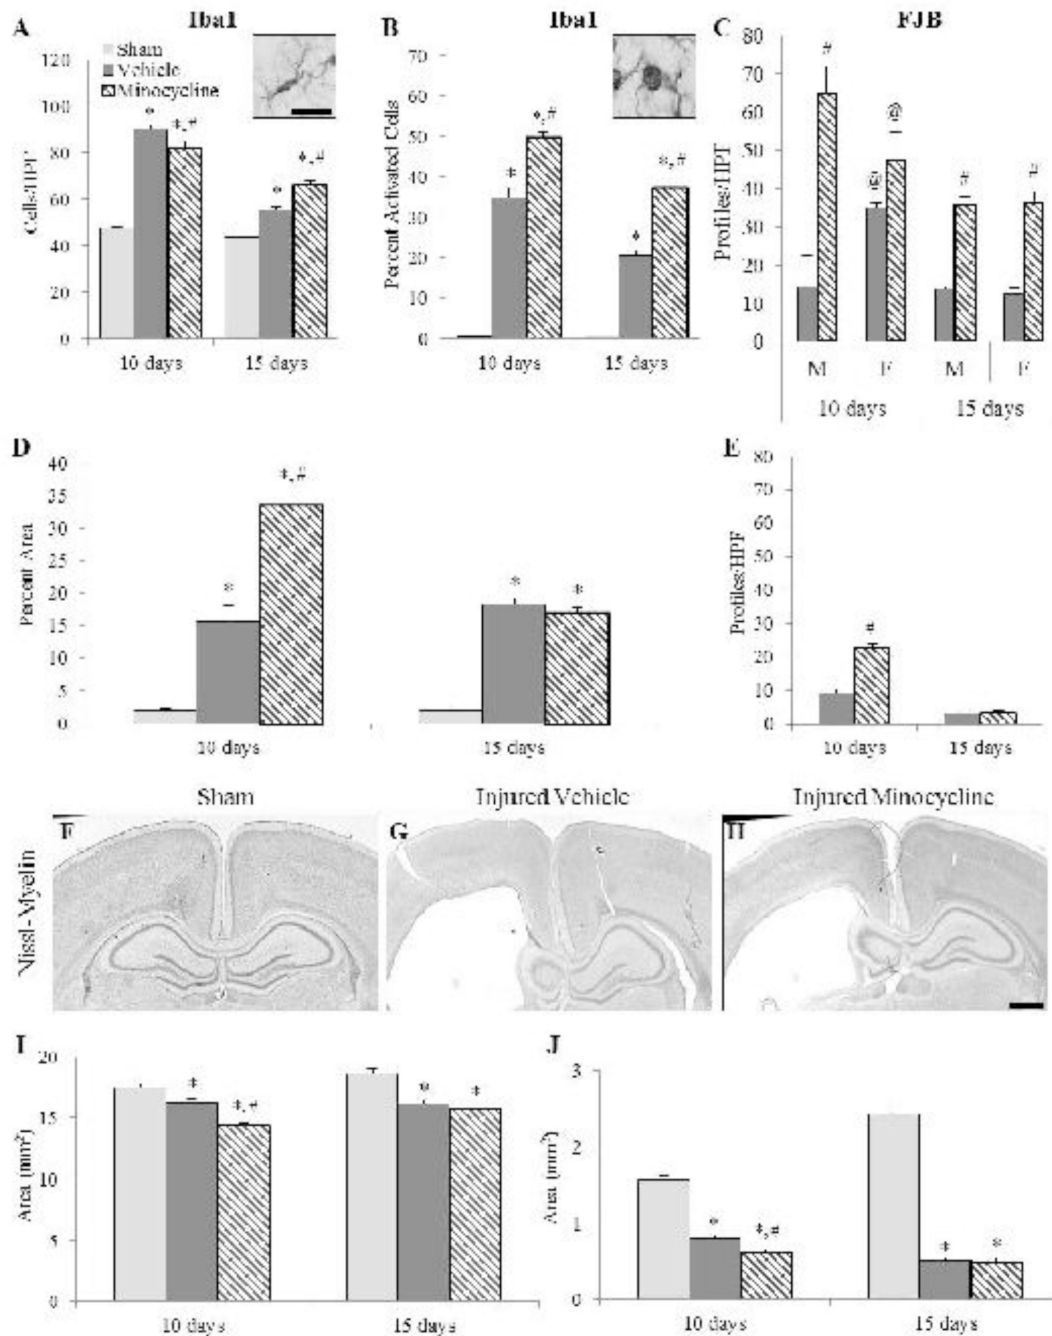 A Iba1
Sham
Vehicle
Minocycline
Cells/HPF
120
100
80
60
40
20
0
* *,# * *,#
10 days 15 days
B Iba1
Percent Activated Cells
70
60
50
40
30
20
10
0
* *,# * *,#
10 days 15 days
C FJB
Profiles/HPF
80
70
60
50
40
30
20
10
0
# @ @ # #
M F M F
10 days 15 days
D
Percent Area
40
35
30
25
20
15
10
5
0
* *,# * *
10 days 15 days
E
Profiles/HPF
80
70
60
50
40
30
20
10
0
#
10 days 15 days
Sham Injured Vehicle Injured Minocycline
Nissl-Myelin
F G H
I
Area (mm²)
20
15
10
5
0
* *,# * *
10 days 15 days
J
Area (mm²)
3
2
1
0
* *,# * *
10 days 15 days